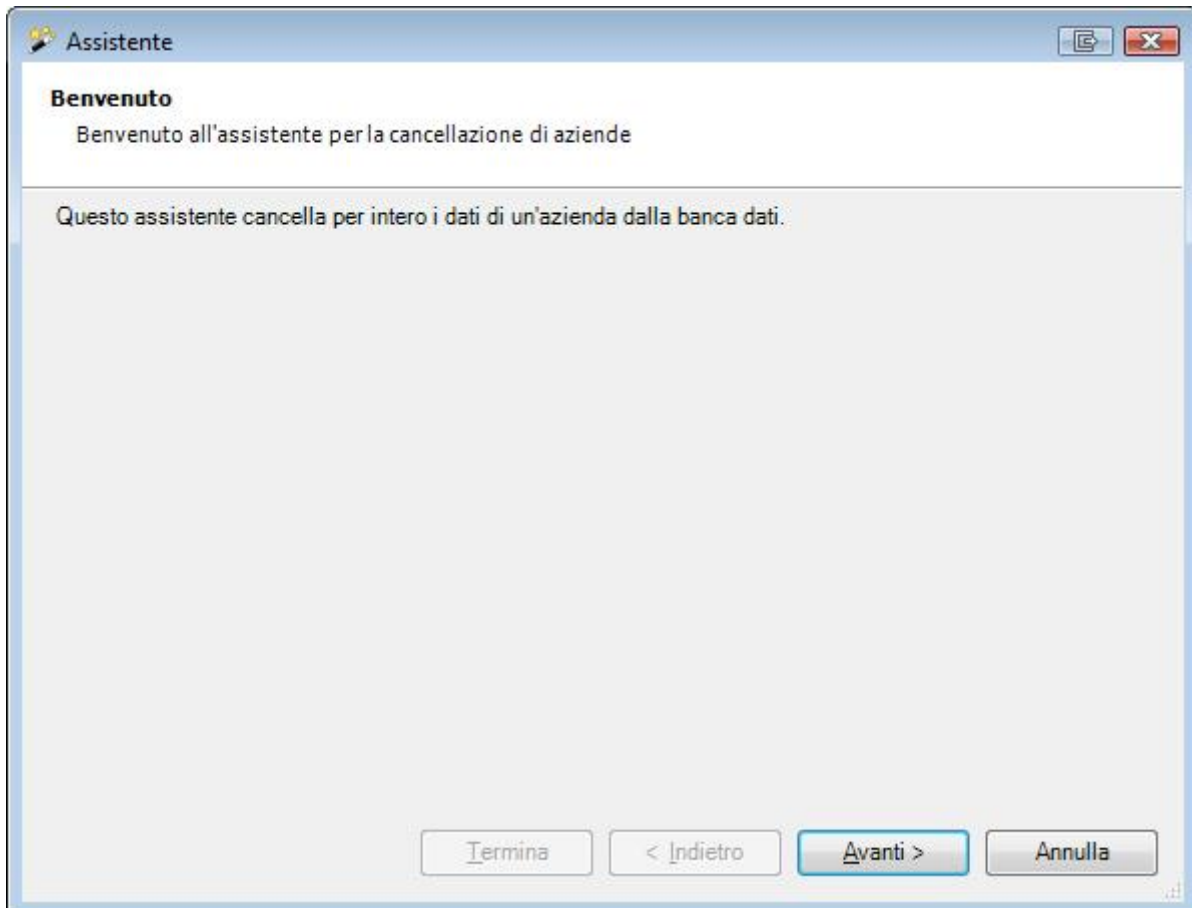 Assistente
Benvenuto
Benvenuto all'assistente per la cancellazione di aziende
Questo assistente cancella per intero i dati di un'azienda dalla banca dati.
Termina
< Indietro
Avanti >
Annulla